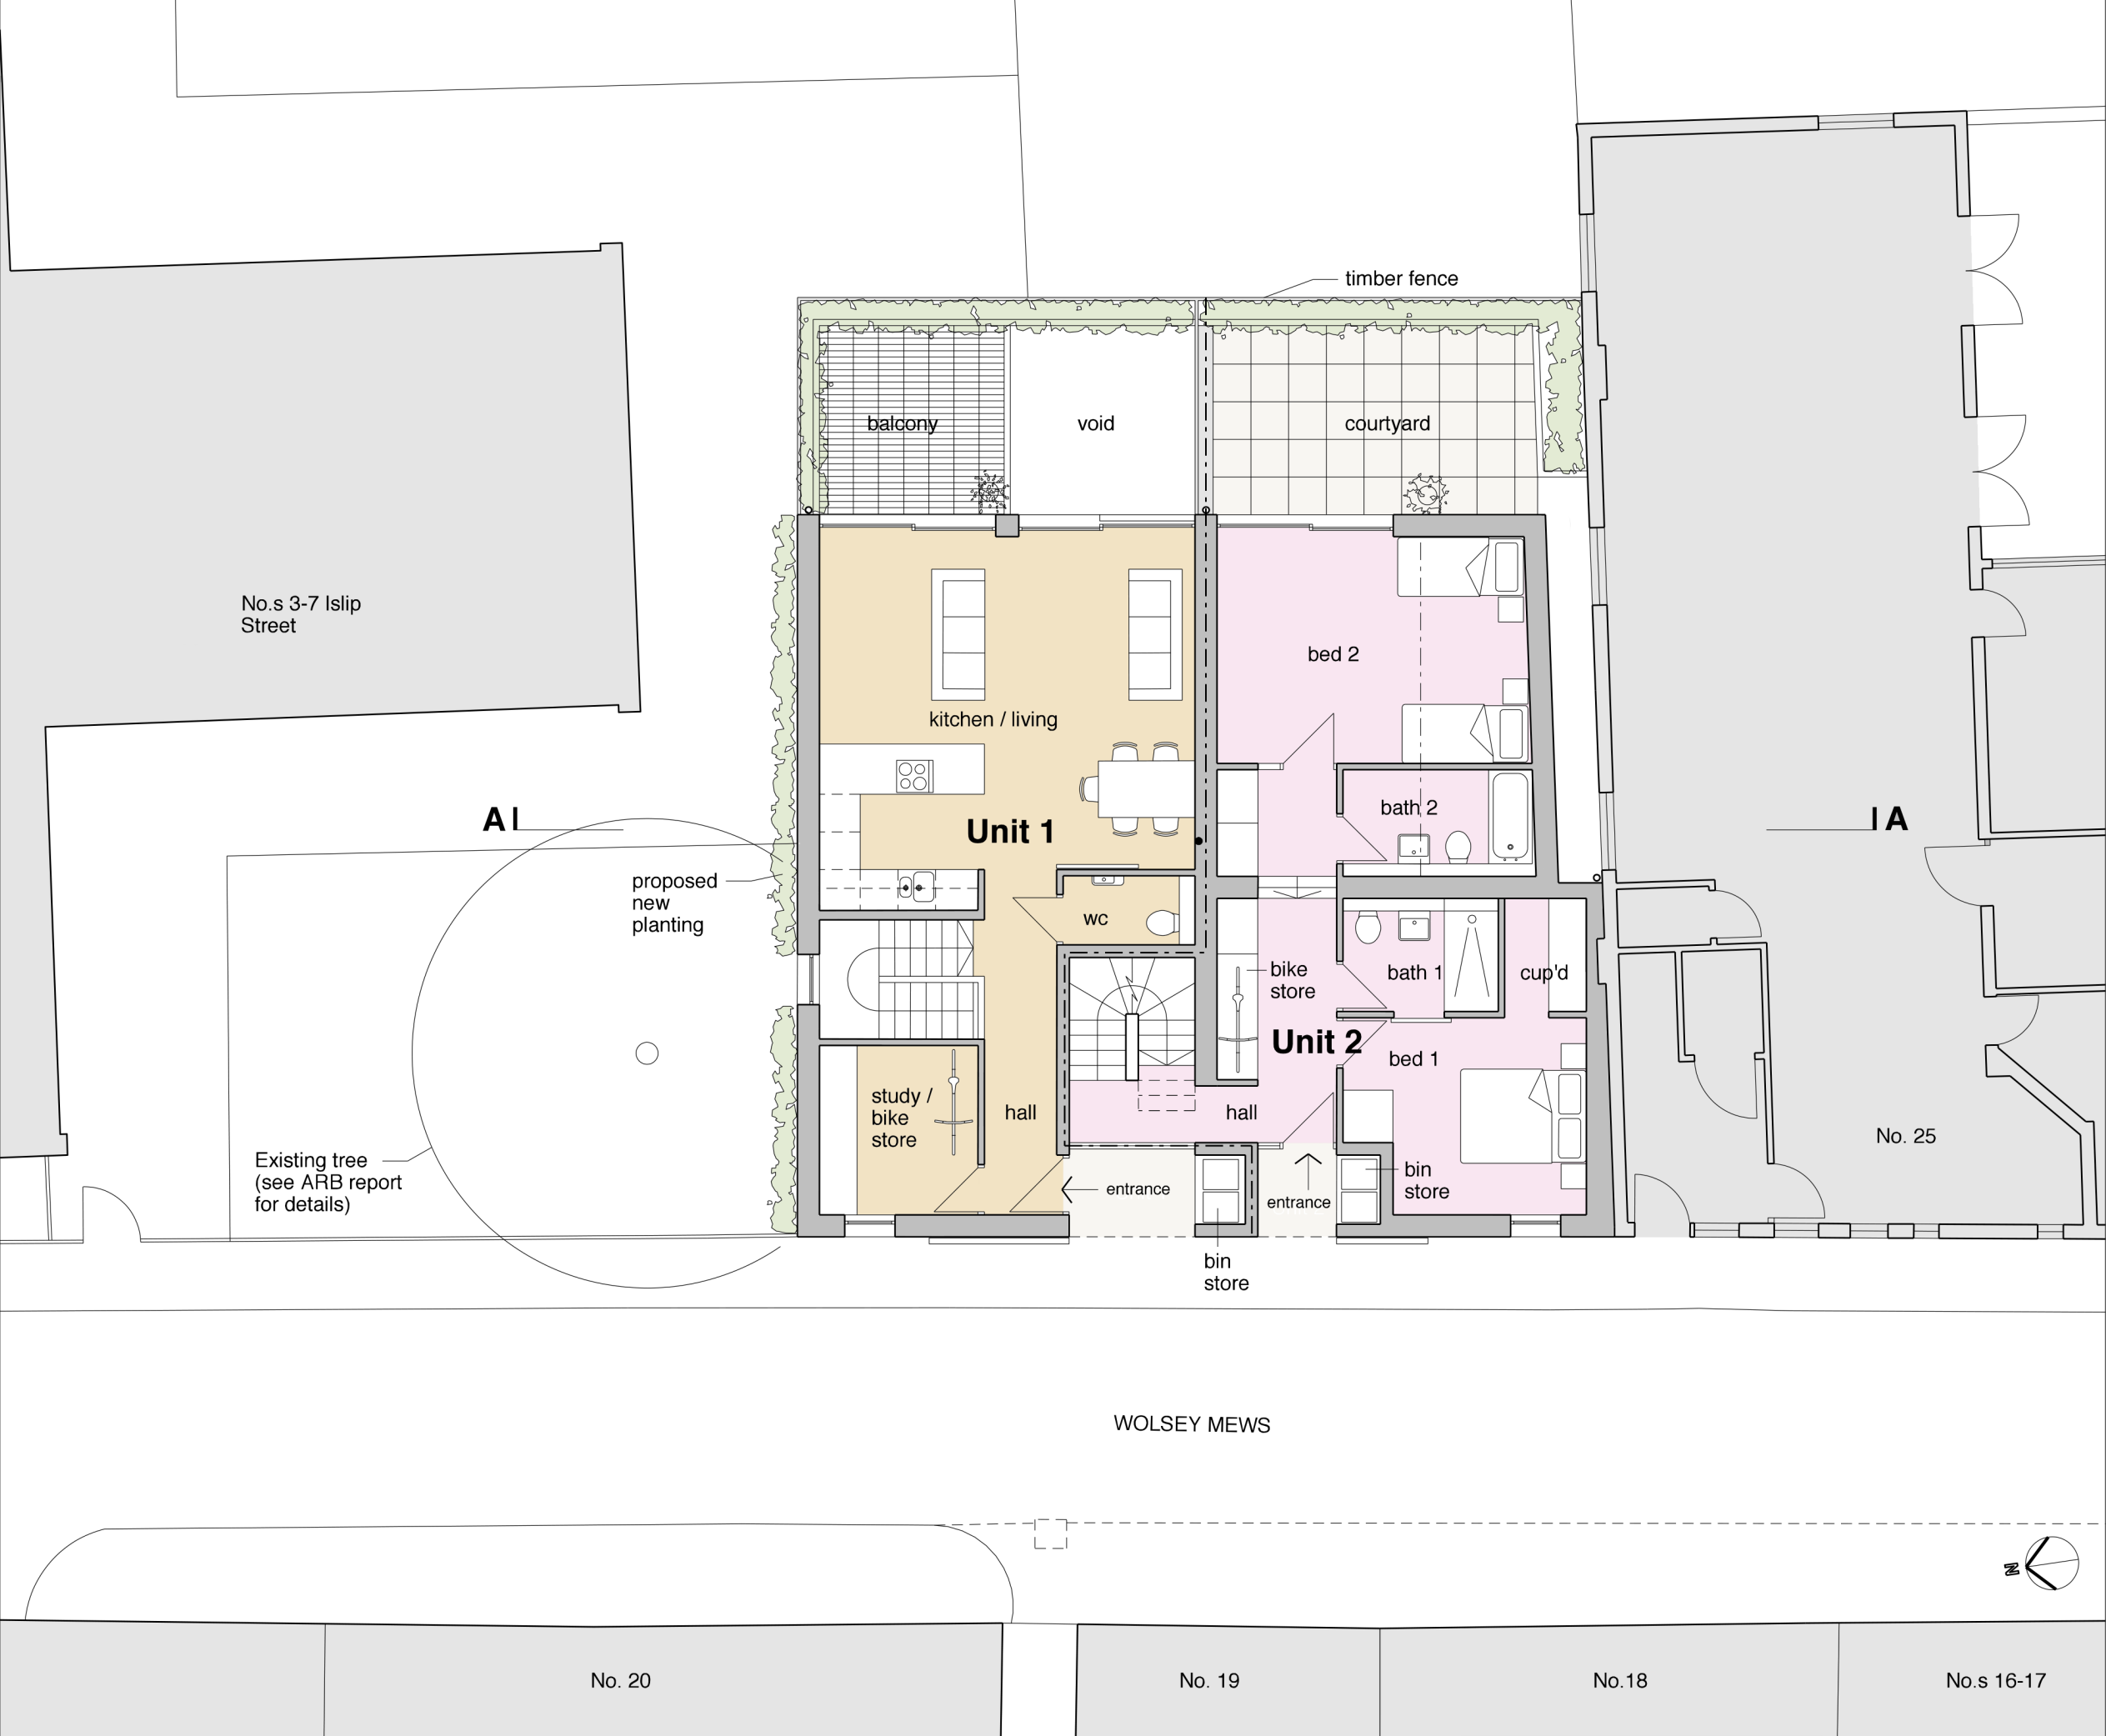 timber fence
balcony
void
courtyard
No.s 3-7 Islip
Street
bed 2
kitchen / living
A
A
bath 2
Unit 1
proposed
new
planting
wc
bike
store
bath 1
cup'd
Unit 2
bed 1
study /
bike
store
hall
hall
No. 25
Existing tree
(see ARB report
for details)
entrance
entrance
bin
store
bin
store
WOLSEY MEWS
N
No. 20
No. 19
No.18
No.s 16-17